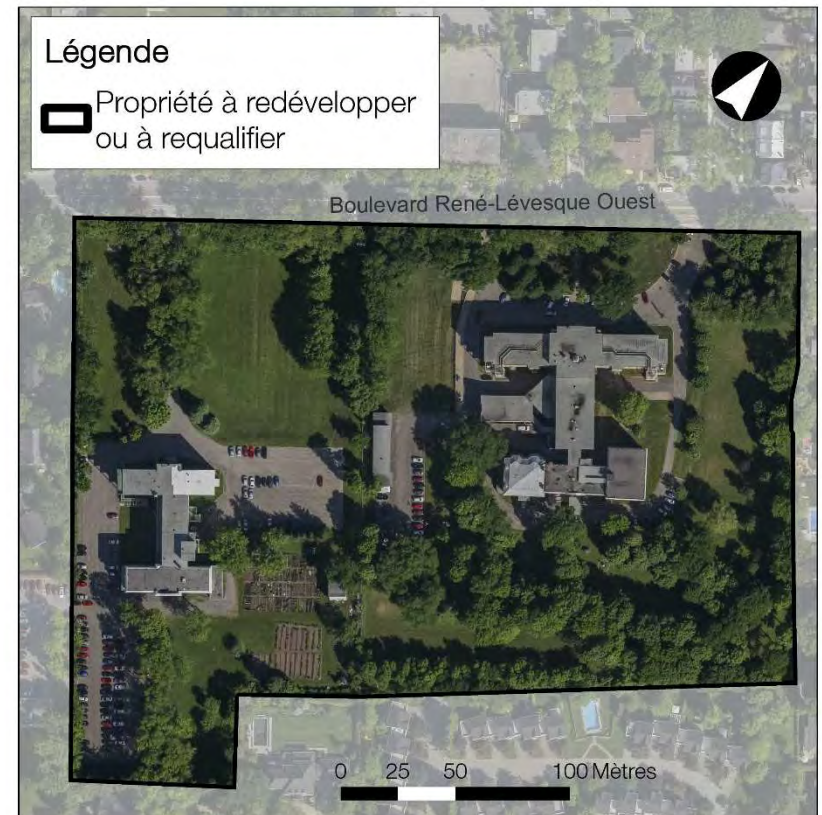 Légende
Propriété à redévelopper
ou à requalifier
Boulevard René-Lévesque Ouest
0 25 50 100 Mètres